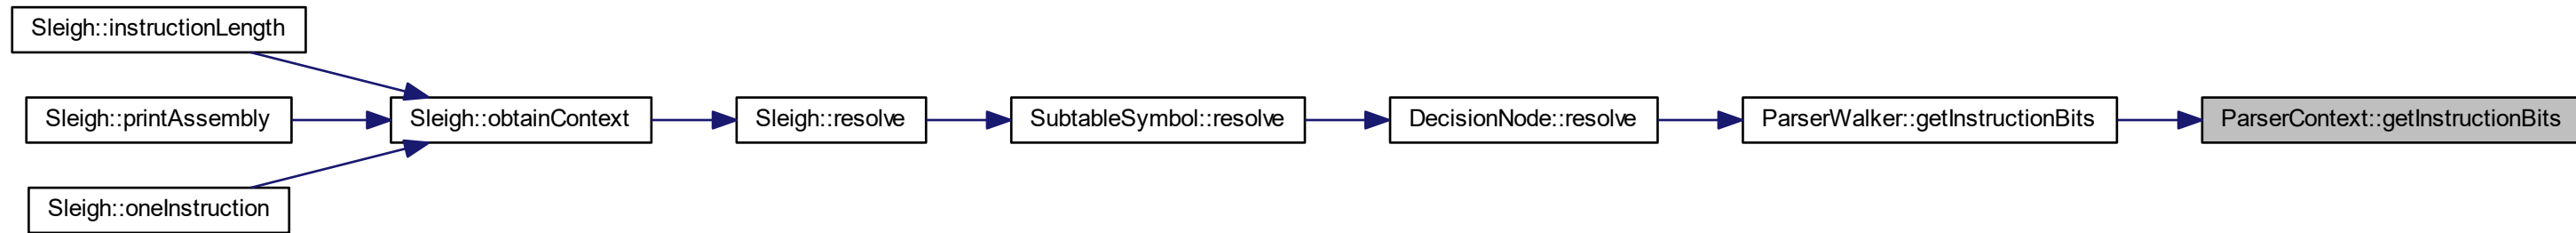 Sleigh::instructionLength
Sleigh::printAssembly
Sleigh::obtainContext
Sleigh::resolve
SubtableSymbol::resolve
DecisionNode::resolve
ParserWalker::getInstructionBits
ParserContext::getInstructionBits
Sleigh::oneInstruction